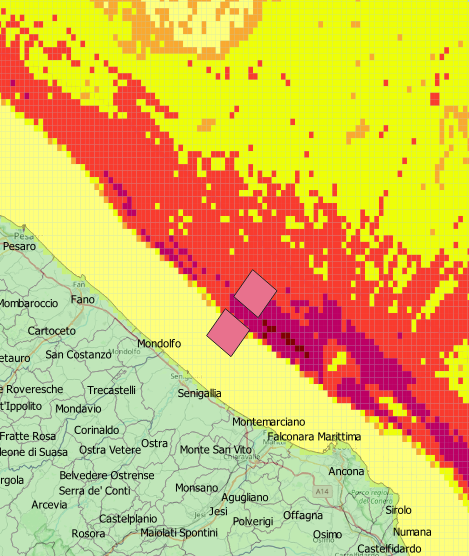 Pesaro
Mombaroccio
Fano
Cartoceto
Mondolfo
etauro
San Costanzo
e Roveresche
Trecastelli
Senigallia
t'Ippolito
Mondavio
Montemarciano
Corinaldo
Fratte Rosa
Ostra
Falconara Marittima
leone di Suasa
Ostra Vetere
Monte San Vito
Belvedere Ostrense
Ancona
rgola
Serra de' Conti
Monsano
A14
Arcevia
Agugliano
Jesi
Sirolo
Castelplanio
Offagna
Polverigi
Rosora
Maiolati Spontini
Osimo
Numana
Castelfidardo